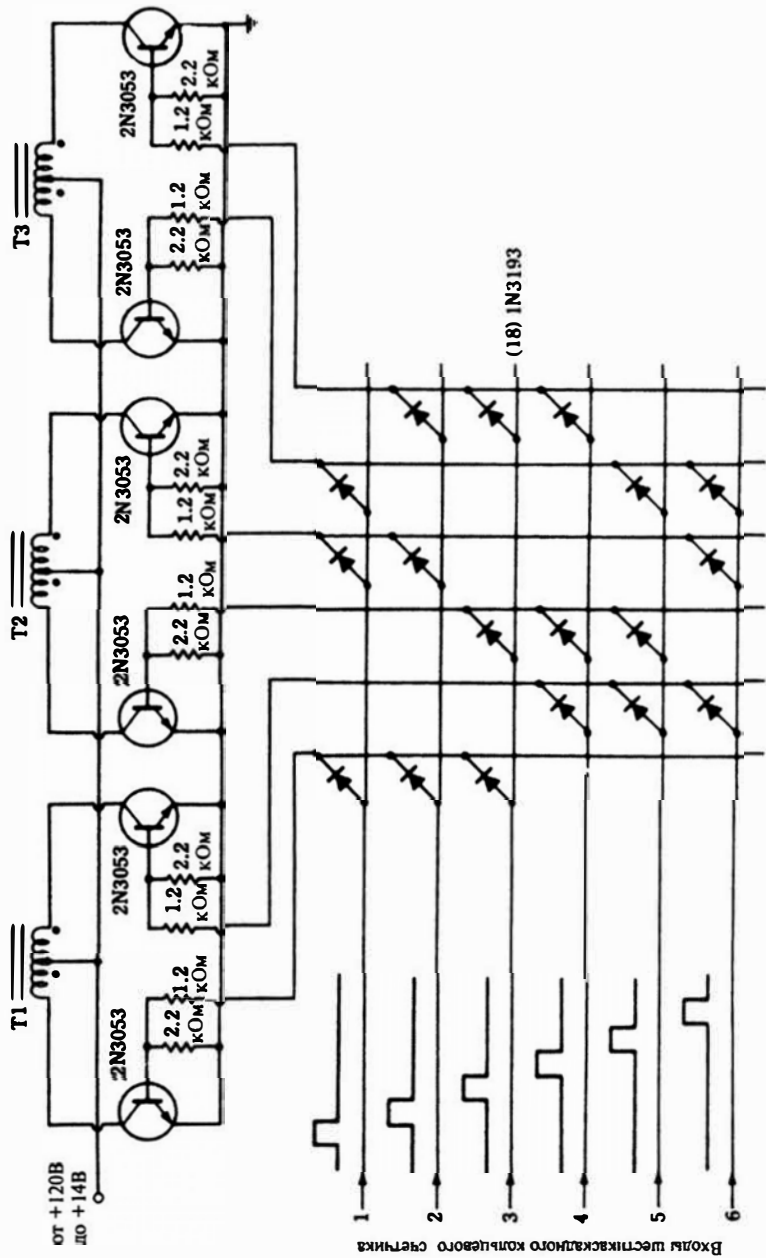 от +120В
до +14В
T1
T2
T3
2N3053
2.2
кОм
1.2
кОм
2N3053
1.2
кОм
2.2
кОм
2N3053
2.2
кОм
1.2
кОм
2N3053
1.2
кОм
2.2
кОм
2N3053
2.2
кОм
1.2
кОм
2N3053
1.2
кОм
2.2
кОм
(18) 1N3193
Входы шестикаскадного кольцевого счетчика
1
2
3
4
5
6